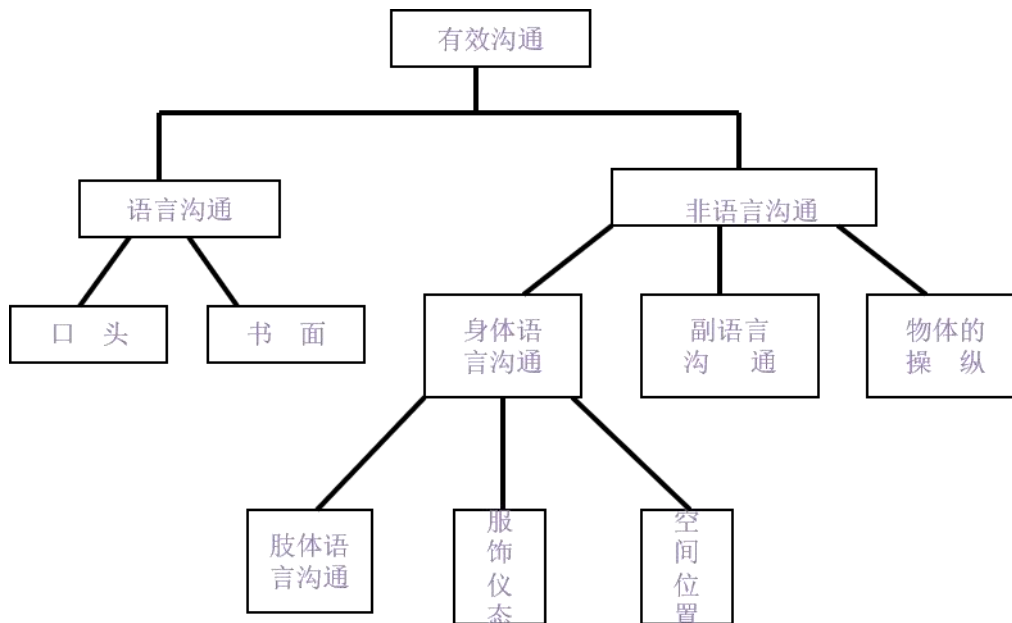 有效沟通
语言沟通
非语言沟通
口 头
书 面
身体语
言沟通
副语言
沟 通
物体的
操 纵
肢体语
言沟通
服
饰
仪
态
空
间
位
置